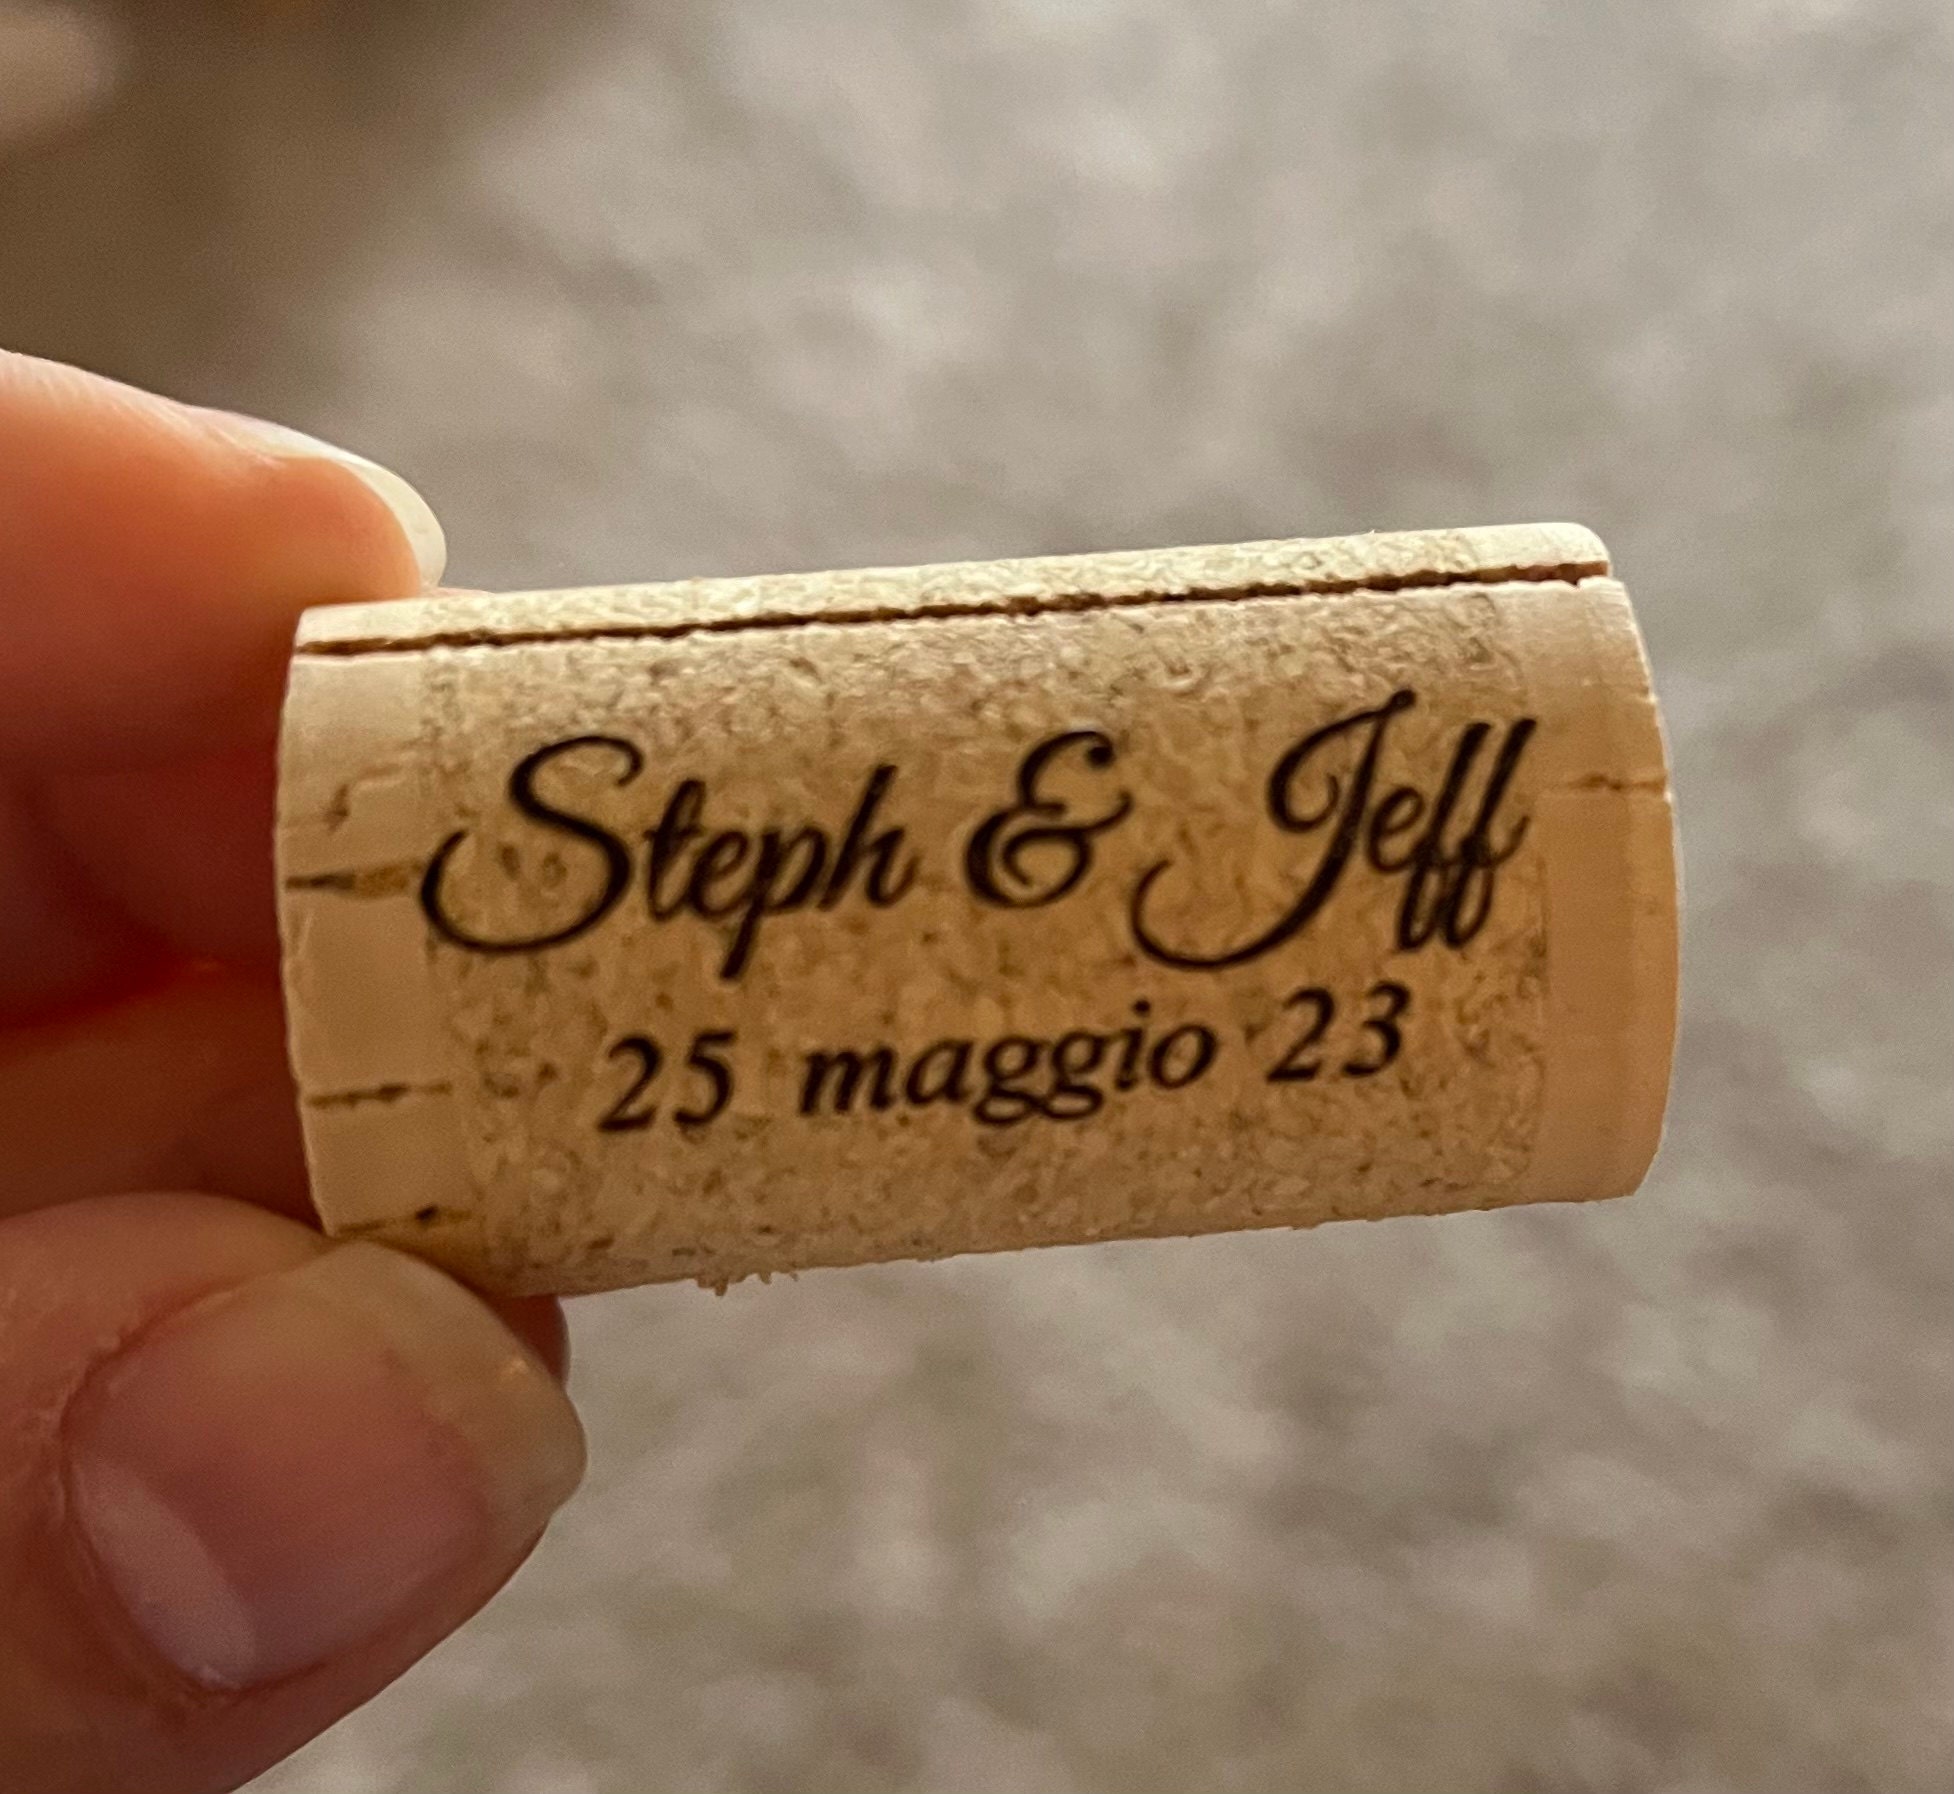 Steph & Jeff
25 maggio 23